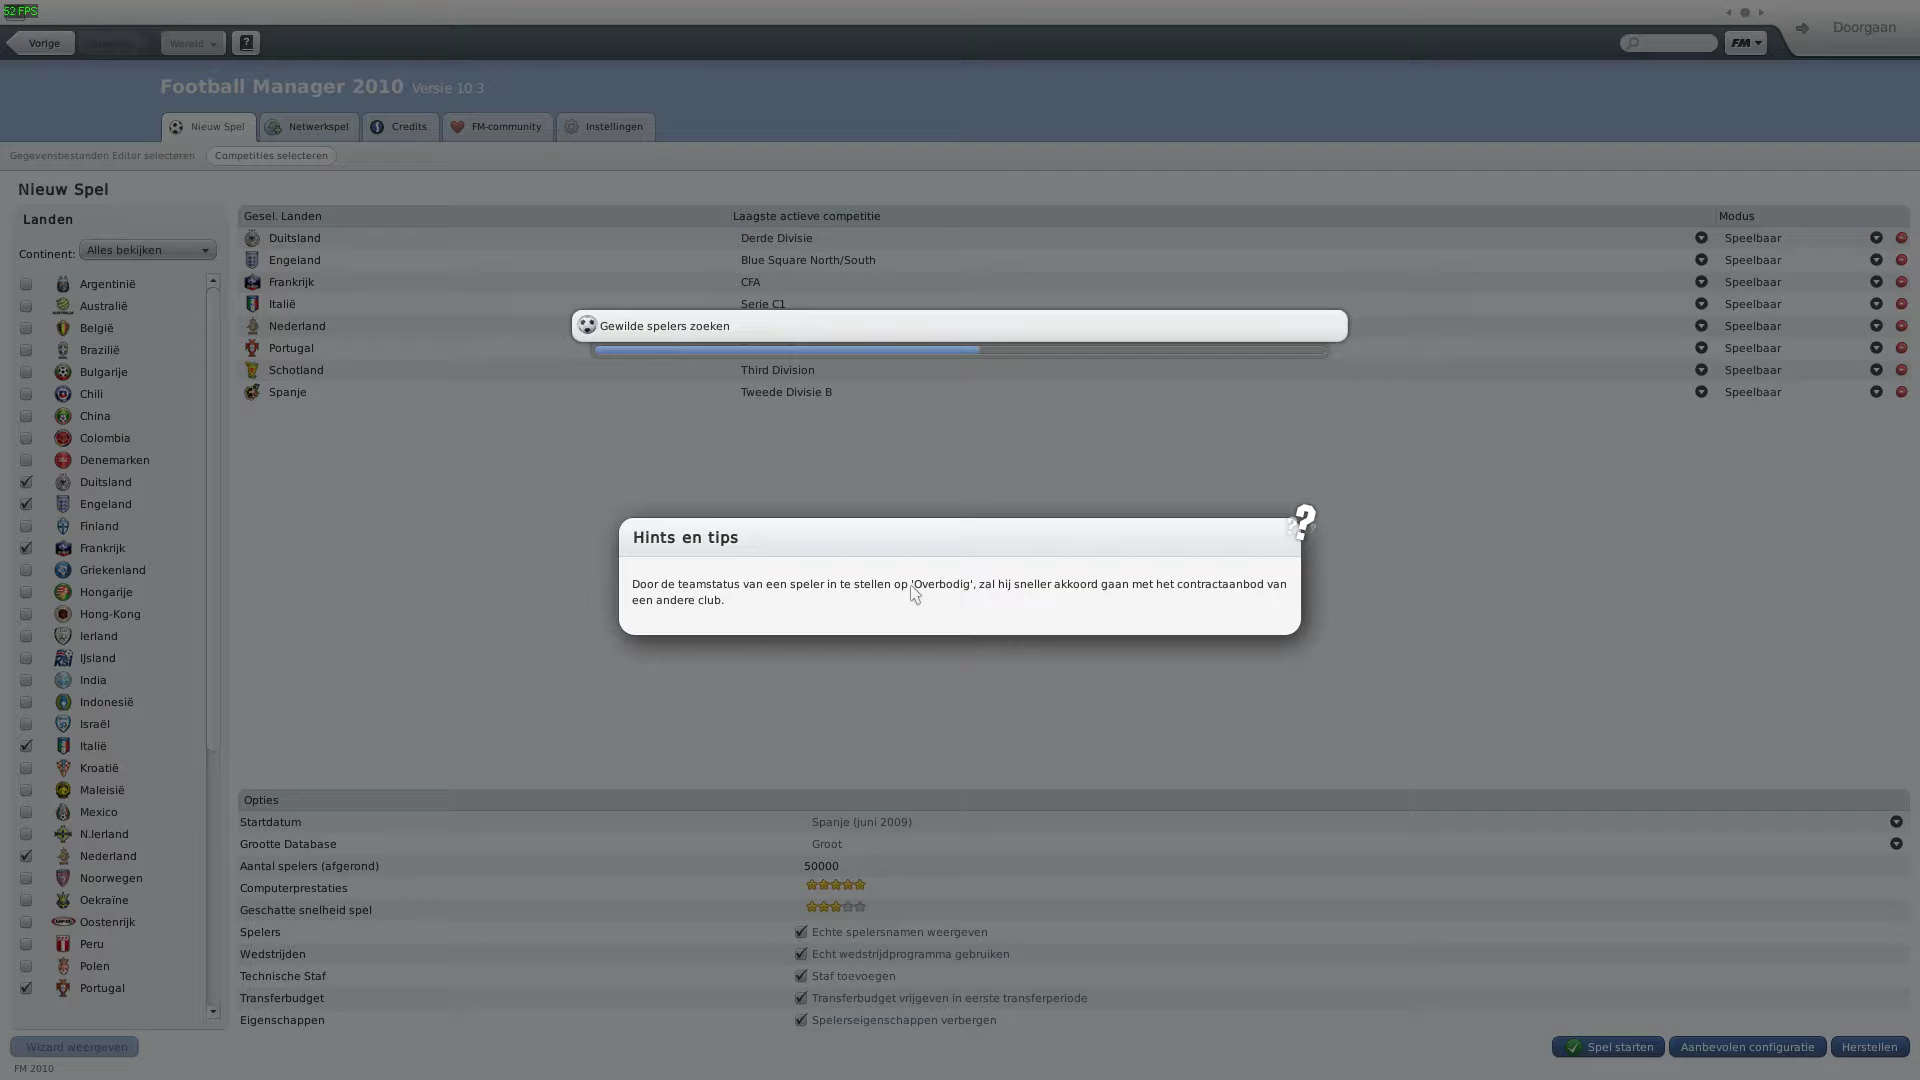 52 FPS
Vorige
Wereld
?
FM
Doorgaan
Football Manager 2010 Versie 10.3
Nieuw Spel
Netwerkspel
Credits
FM-community
Instellingen
Gegevensbestanden Editor selecteren
Competities selecteren
Nieuw Spel
Landen
Continent: Alles bekijken
Argentinië
Australië
België
Brazilië
Bulgarije
Chili
China
Colombia
Denemarken
Duitsland
Engeland
Finland
Frankrijk
Griekenland
Hongarije
Hong-Kong
Ierland
IJsland
India
Indonesië
Israël
Italië
Kroatië
Maleisië
Mexico
N.Ierland
Nederland
Noorwegen
Oekraïne
Oostenrijk
Peru
Polen
Portugal
Gesel. Landen Laagste actieve competitie Modus
Duitsland Derde Divisie Speelbaar
Engeland Blue Square North/South Speelbaar
Frankrijk CFA Speelbaar
Italië Serie C1 Speelbaar
Nederland Speelbaar
Portugal Speelbaar
Schotland Third Division Speelbaar
Spanje Tweede Divisie B Speelbaar
Gewilde spelers zoeken
Hints en tips
Door de teamstatus van een speler in te stellen op 'Overbodig', zal hij sneller akkoord gaan met het contractaanbod van
een andere club.
Opties
Startdatum Spanje (juni 2009)
Grootte Database Groot
Aantal spelers (afgerond) 50000
Computerprestaties
Geschatte snelheid spel
Spelers Echte spelersnamen weergeven
Wedstrijden Echt wedstrijdprogramma gebruiken
Technische Staf Staf toevoegen
Transferbudget Transferbudget vrijgeven in eerste transferperiode
Eigenschappen Spelerseigenschappen verbergen
Wizard weergeven
Spel starten
Aanbevolen configuratie
Herstellen
FM 2010